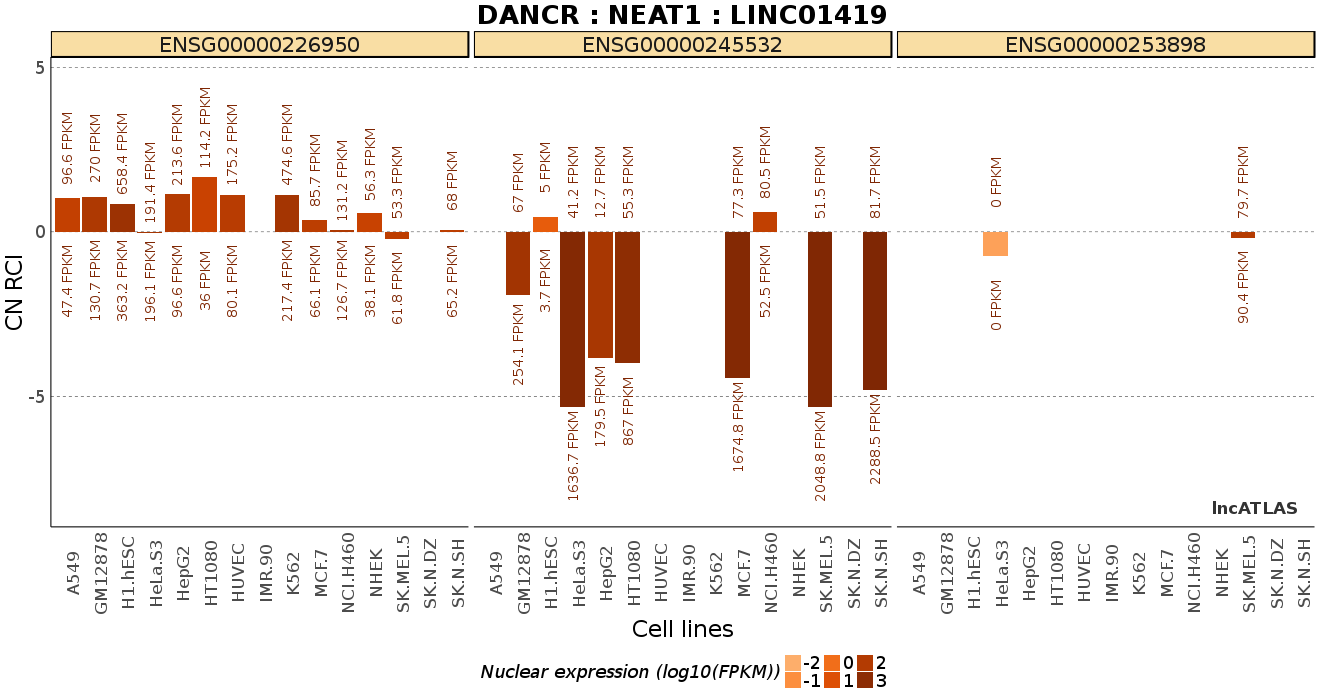 DANCR : NEAT1 : LINC01419
ENSG00000226950
ENSG00000245532
ENSG00000253898
5
0
-5
CN RCI
96.6 FPKM
270 FPKM
658.4 FPKM
191.4 FPKM
213.6 FPKM
114.2 FPKM
175.2 FPKM
474.6 FPKM
85.7 FPKM
131.2 FPKM
56.3 FPKM
53.3 FPKM
68 FPKM
47.4 FPKM
130.7 FPKM
363.2 FPKM
196.1 FPKM
96.6 FPKM
36 FPKM
80.1 FPKM
217.4 FPKM
66.1 FPKM
126.7 FPKM
38.1 FPKM
61.8 FPKM
65.2 FPKM
67 FPKM
5 FPKM
41.2 FPKM
12.7 FPKM
55.3 FPKM
77.3 FPKM
80.5 FPKM
51.5 FPKM
81.7 FPKM
254.1 FPKM
3.7 FPKM
1636.7 FPKM
179.5 FPKM
867 FPKM
1674.8 FPKM
52.5 FPKM
2048.8 FPKM
2288.5 FPKM
0 FPKM
79.7 FPKM
0 FPKM
90.4 FPKM
lncATLAS
A549
GM12878
H1.hESC
HeLa.S3
HepG2
HT1080
HUVEC
IMR.90
K562
MCF.7
NCI.H460
NHEK
SK.MEL.5
SK.N.DZ
SK.N.SH
A549
GM12878
H1.hESC
HeLa.S3
HepG2
HT1080
HUVEC
IMR.90
K562
MCF.7
NCI.H460
NHEK
SK.MEL.5
SK.N.DZ
SK.N.SH
A549
GM12878
H1.hESC
HeLa.S3
HepG2
HT1080
HUVEC
IMR.90
K562
MCF.7
NCI.H460
NHEK
SK.MEL.5
SK.N.DZ
SK.N.SH
Cell lines
Nuclear expression (log10(FPKM))
-2 0 2
-1 1 3